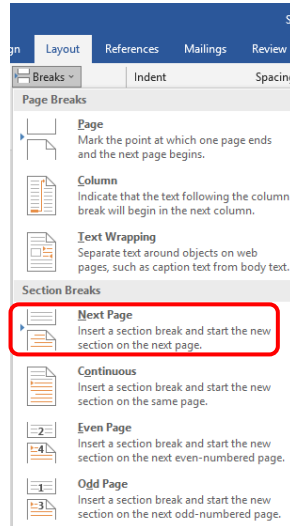 Layout References Mailings Review
Breaks Indent Spacing
Page Breaks
Page
Mark the point at which one page ends
and the next page begins.
Column
Indicate that the text following the column
break will begin in the next column.
Text Wrapping
Separate text around objects on web
pages, such as caption text from body text.
Section Breaks
Next Page
Insert a section break and start the new
section on the next page.
Continuous
Insert a section break and start the new
section on the same page.
2
4
Even Page
Insert a section break and start the new
section on the next even-numbered page.
1
3
Odd Page
Insert a section break and start the new
section on the next odd-numbered page.